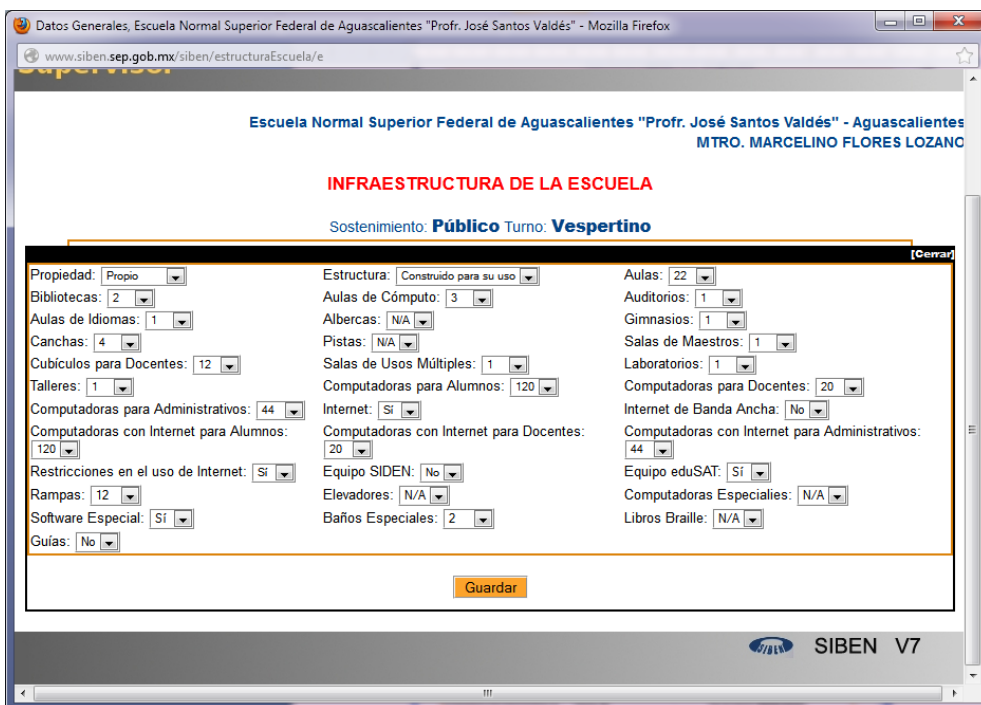 Datos Generales, Escuela Normal Superior Federal de Aguascalientes "Profr. José Santos Valdés" - Mozilla Firefox
www.siben.sep.gob.mx/siben/estructuraEscuela/e
Supervisor
Escuela Normal Superior Federal de Aguascalientes "Profr. José Santos Valdés" - Aguascalientes
MTRO. MARCELINO FLORES LOZANO
INFRAESTRUCTURA DE LA ESCUELA
Sostenimiento: Público Turno: Vespertino
[Cerrar]
Propiedad: Propio Estructura: Construido para su uso Aulas: 22
Bibliotecas: 2 Aulas de Cómputo: 3 Auditorios: 1
Aulas de Idiomas: 1 Albercas: N/A Gimnasios: 1
Canchas: 4 Pistas: N/A Salas de Maestros: 1
Cubículos para Docentes: 12 Salas de Usos Múltiples: 1 Laboratorios: 1
Talleres: 1 Computadoras para Alumnos: 120 Computadoras para Docentes: 20
Computadoras para Administrativos: 44 Internet: Sí Internet de Banda Ancha: No
Computadoras con Internet para Alumnos: Computadoras con Internet para Docentes: Computadoras con Internet para Administrativos:
120 20 44
Restricciones en el uso de Internet: Sí Equipo SIDEN: No Equipo eduSAT: Sí
Rampas: 12 Elevadores: N/A Computadoras Especialies: N/A
Software Especial: Sí Baños Especiales: 2 Libros Braille: N/A
Guías: No
Guardar
SIBEN SIBEN V7